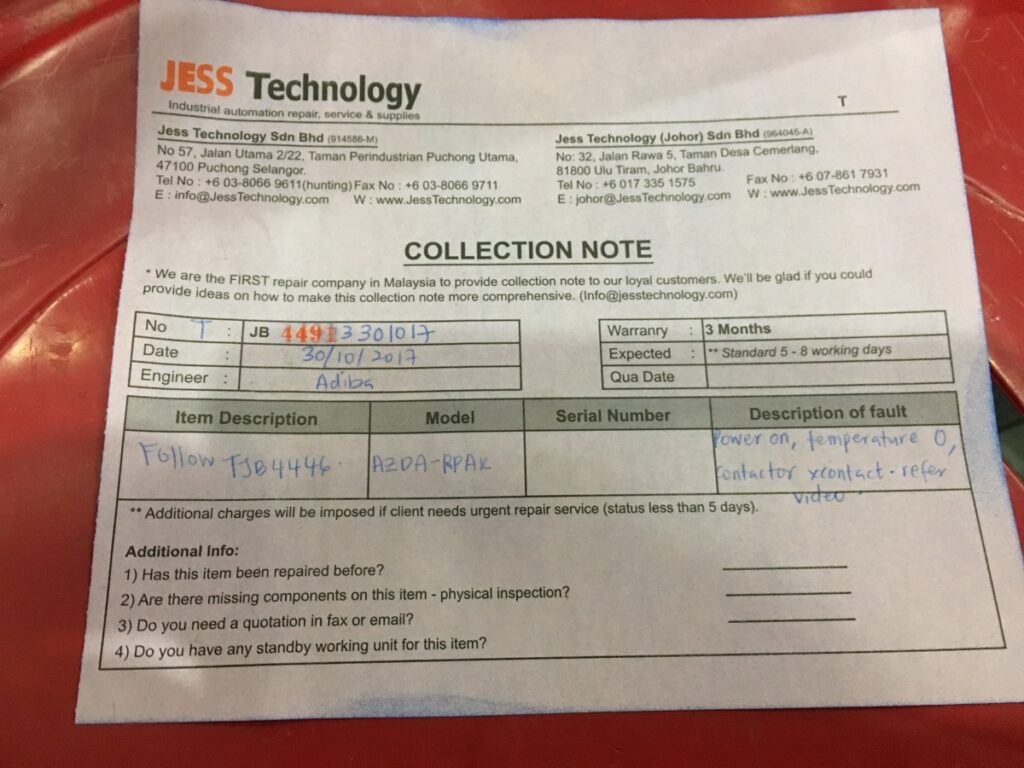 JESS Technology
Industrial automation repair, service & supplies
T
Jess Technology Sdn Bhd (914586-M)
No 57, Jalan Utama 2/22, Taman Perindustrian Puchong Utama,
47100 Puchong Selangor.
Tel No : +6 03-8066 9611(hunting) Fax No : +6 03-8066 9711
E : info@JessTechnology.com W : www.JessTechnology.com
Jess Technology (Johor) Sdn Bhd (964045-A)
No: 32, Jalan Rawa 5, Taman Desa Cemerlang,
81800 Ulu Tiram, Johor Bahru.
Tel No : +6 017 335 1575 Fax No : +6 07-861 7931
E : johor@JessTechnology.com W : www.JessTechnology.com
COLLECTION NOTE
* We are the FIRST repair company in Malaysia to provide collection note to our loyal customers. We'll be glad if you could
provide ideas on how to make this collection note more comprehensive. (Info@jesstechnology.com)
No T : JB 44913301017
Date : 30/10/2017
Engineer : Adiba
Warranry : 3 Months
Expected : ** Standard 5 - 8 working days
Qua Date
Item Description Model Serial Number Description of fault
Follow TJB4446. AZDA-RPAK Power on, temperature 0,
contactor xcontact - refer
video.
** Additional charges will be imposed if client needs urgent repair service (status less than 5 days).
Additional Info:
1) Has this item been repaired before?
2) Are there missing components on this item - physical inspection?
3) Do you need a quotation in fax or email?
4) Do you have any standby working unit for this item?